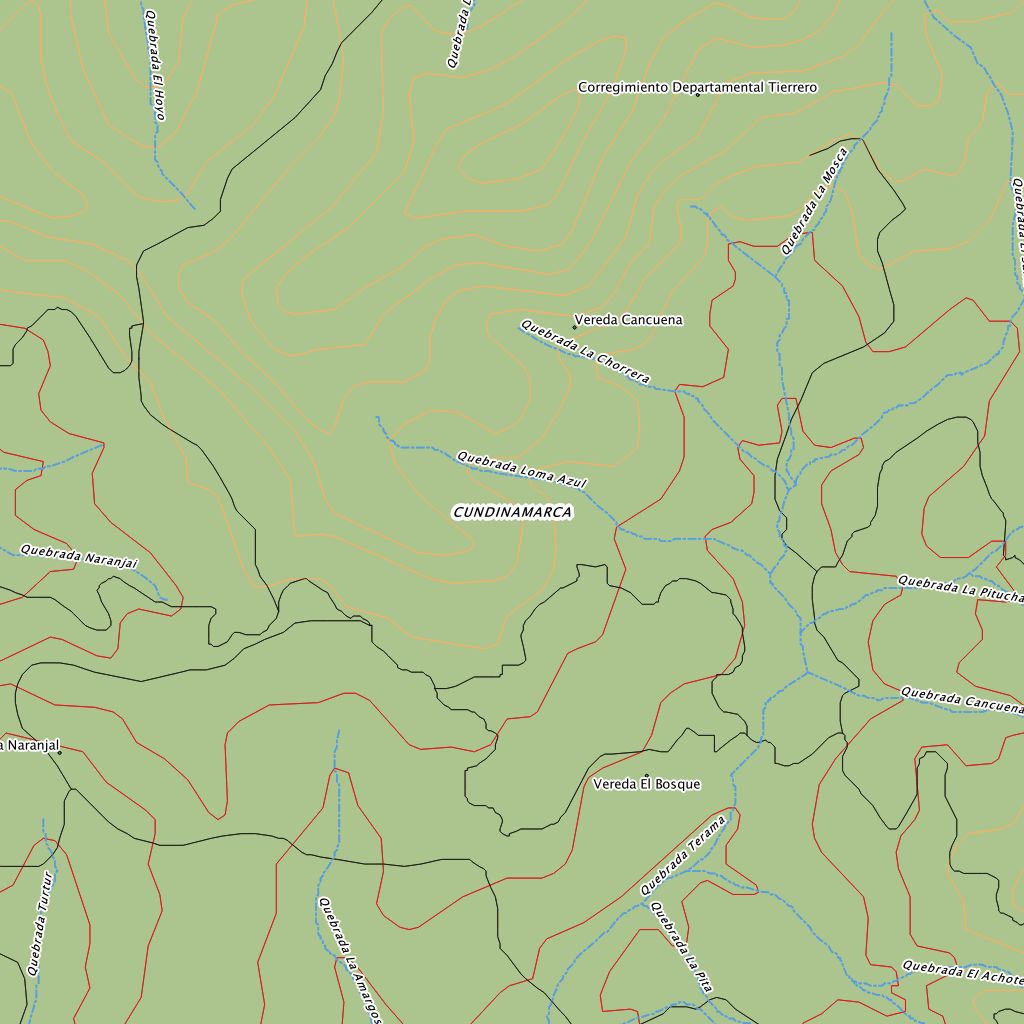 Quebrada L
Quebrada El Hoyo
Corregimiento Departamental Tierrero
Quebrada La Mosca
Quebrada
Vereda Cancuena
Quebrada La Chorrera
Quebrada Loma Azul
CUNDINAMARCA
Quebrada Naranjal
Quebrada La Pitucha
Quebrada Cancuena
a Naranjal
Vereda El Bosque
Quebrada Terama
Quebrada Turtur
Quebrada La Amargos
Quebrada La Pita
Quebrada El Achote